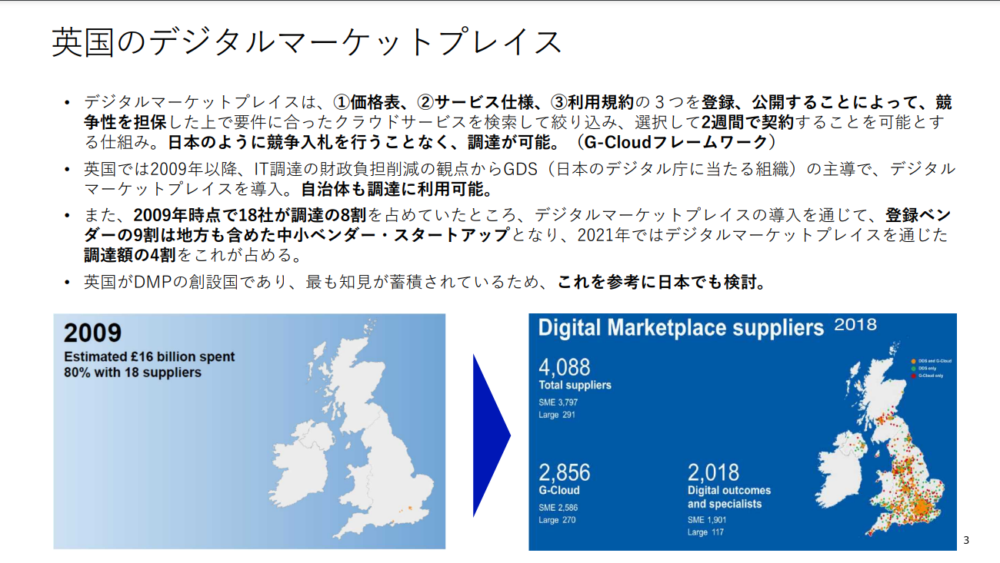 英国のデジタルマーケットプレイス
• デジタルマーケットプレイスは、①価格表、②サービス仕様、③利用規約の３つを登録、公開することによって、競
争性を担保した上で要件に合ったクラウドサービスを検索して絞り込み、選択して2週間で契約することを可能とす
る仕組み。日本のように競争入札を行うことなく、調達が可能。（G-Cloudフレームワーク）
• 英国では2009年以降、IT調達の財政負担削減の観点からGDS（日本のデジタル庁に当たる組織）の主導で、デジタル
マーケットプレイスを導入。自治体も調達に利用可能。
• また、2009年時点で18社が調達の8割を占めていたところ、デジタルマーケットプレイスの導入を通じて、登録ベン
ダーの9割は地方も含めた中小ベンダー・スタートアップとなり、2021年ではデジタルマーケットプレイスを通じた
調達額の4割をこれが占める。
• 英国がDMPの創設国であり、最も知見が蓄積されているため、これを参考に日本でも検討。
2009
Estimated £16 billion spent
80% with 18 suppliers
Digital Marketplace suppliers 2018
4,088
Total suppliers
SME 3,797
Large 291
DOS and G-Cloud
DOS only
G-Cloud only
2,856
G-Cloud
SME 2,586
Large 270
2,018
Digital outcomes
and specialists
SME 1,901
Large 117
3